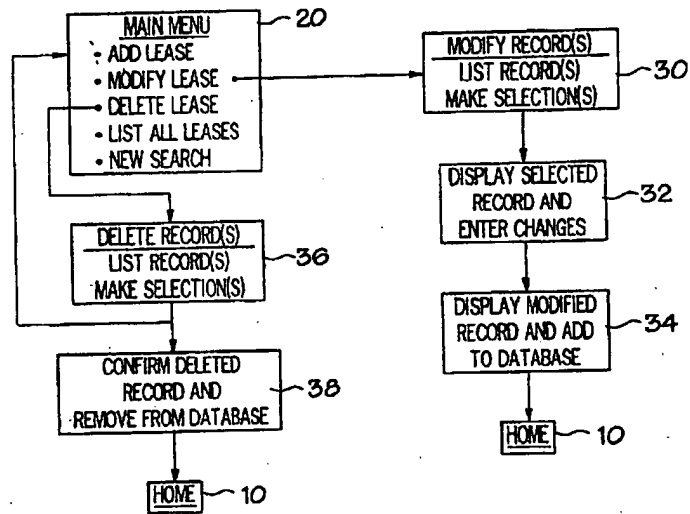 MAIN MENU
• ADD LEASE
• MODIFY LEASE
• DELETE LEASE
• LIST ALL LEASES
• NEW SEARCH
20
DELETE RECORD(S)
LIST RECORD(S)
MAKE SELECTION(S)
36
CONFIRM DELETED
RECORD AND
REMOVE FROM DATABASE
38
HOME
10
MODIFY RECORD(S)
LIST RECORD(S)
MAKE SELECTION(S)
30
DISPLAY SELECTED
RECORD AND
ENTER CHANGES
32
DISPLAY MODIFIED
RECORD AND ADD
TO DATABASE
34
HOME
10